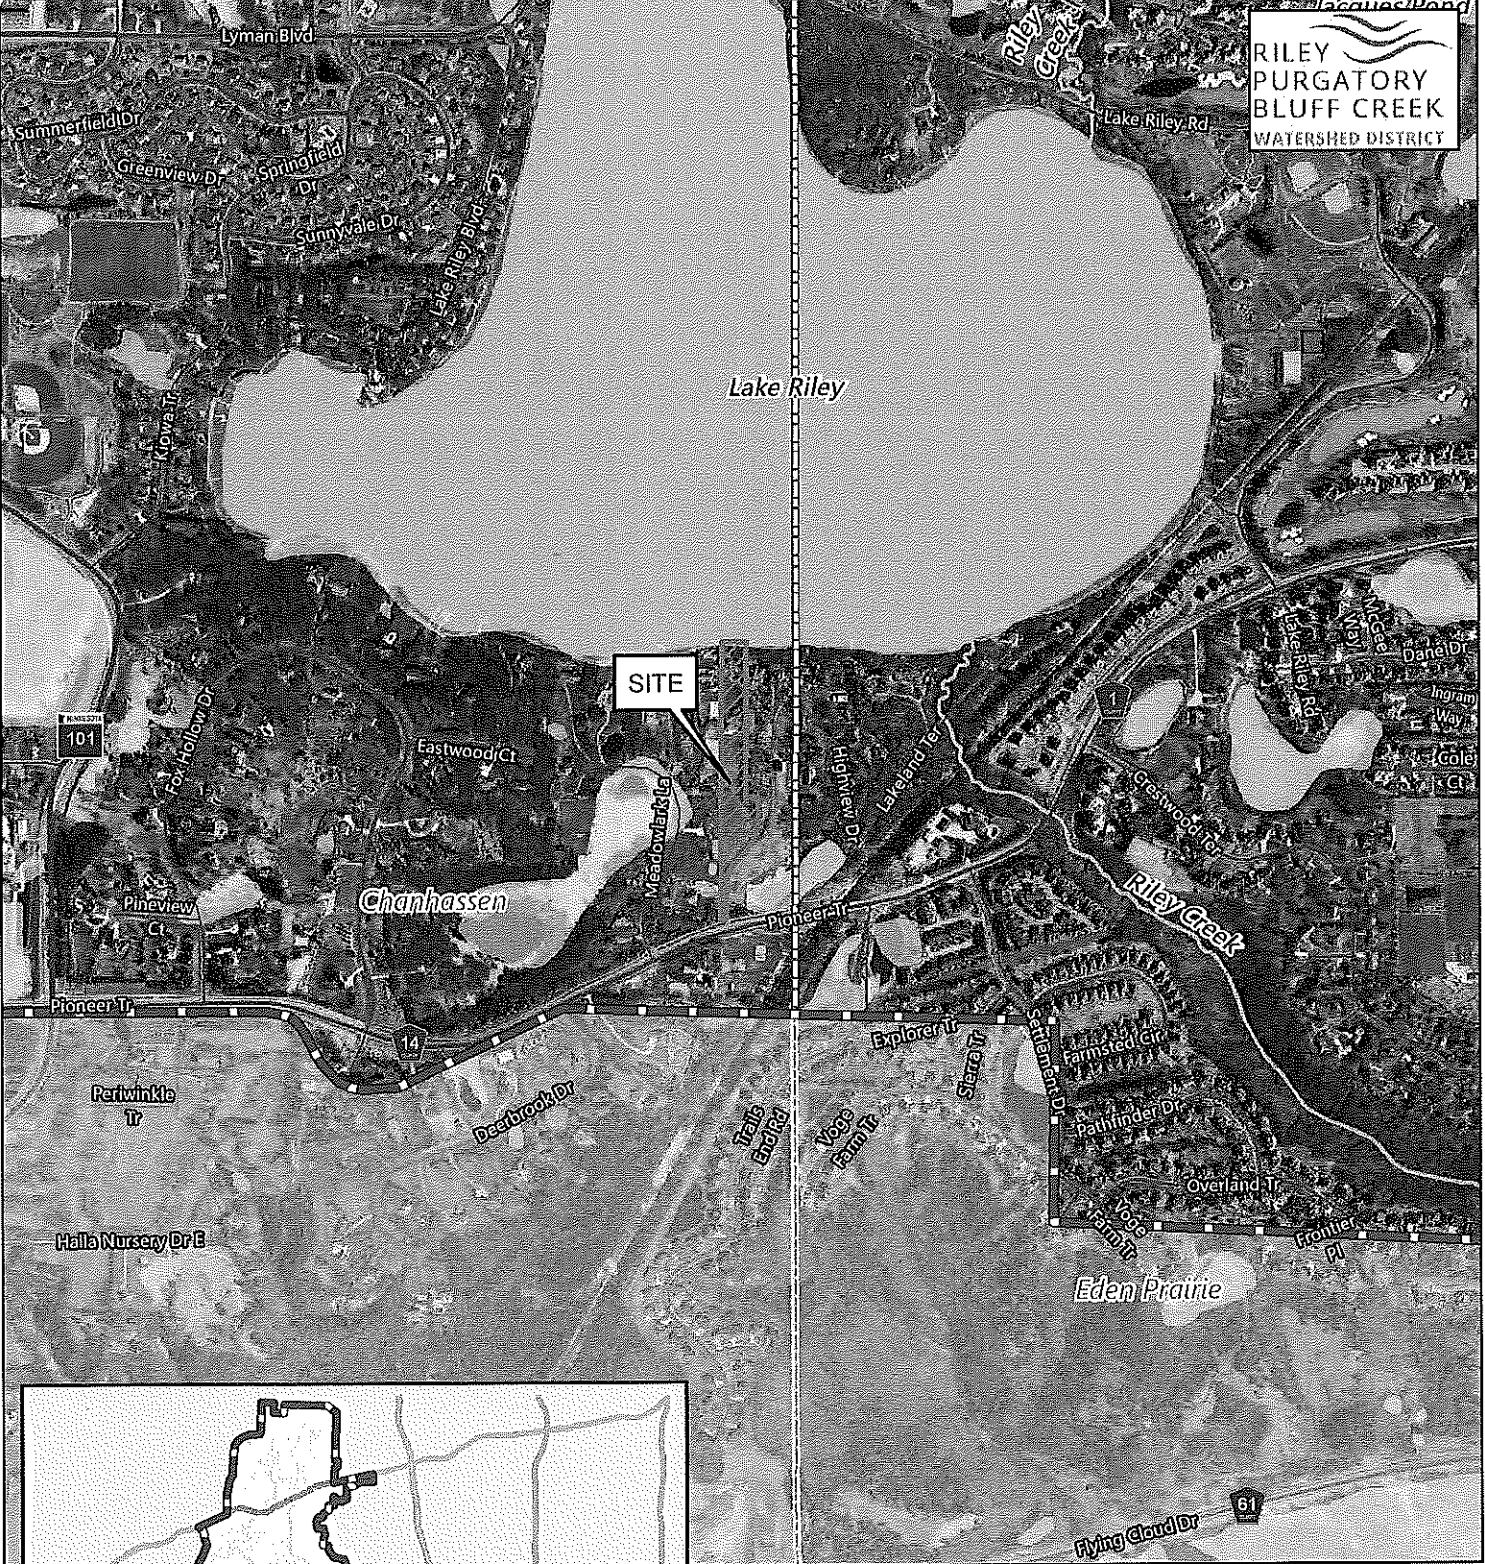 Jacques Pond
RILEY
PURGATORY
BLUFF CREEK
WATERSHED DISTRICT
Riley
Creek
Lyman Blvd
Summerfield Dr
Greenview Dr
Springfield
Dr
Sunnyvale Dr
Lake Riley Blvd
Lake Riley Rd
Kiowa Tr
Lake Riley
SITE
MINNESOTA
101
Fox Hollow Dr
Eastwood Ct
Meadowlark La
Highview Dr
Lakeland Ter
1
Lake Riley Rd
McGee
Way
Danel Dr
Ingram
Way
Cole
Ct
Crestwood Ter
Chanhassen
Pineview
Ct
Pioneer Tr
Riley Creek
Pioneer Tr
14
Explorer Tr
Sierra Tr
Settlement Dr
Farmsted Cir
Periwinkle
Tr
Deerbrook Dr
Trails
End Rd
Voge
Farm Tr
Pathfinder Dr
Overland Tr
Voge
Farm Tr
Frontier
Pl
Halla Nursery Dr E
Eden Prairie
61
Flying Cloud Dr